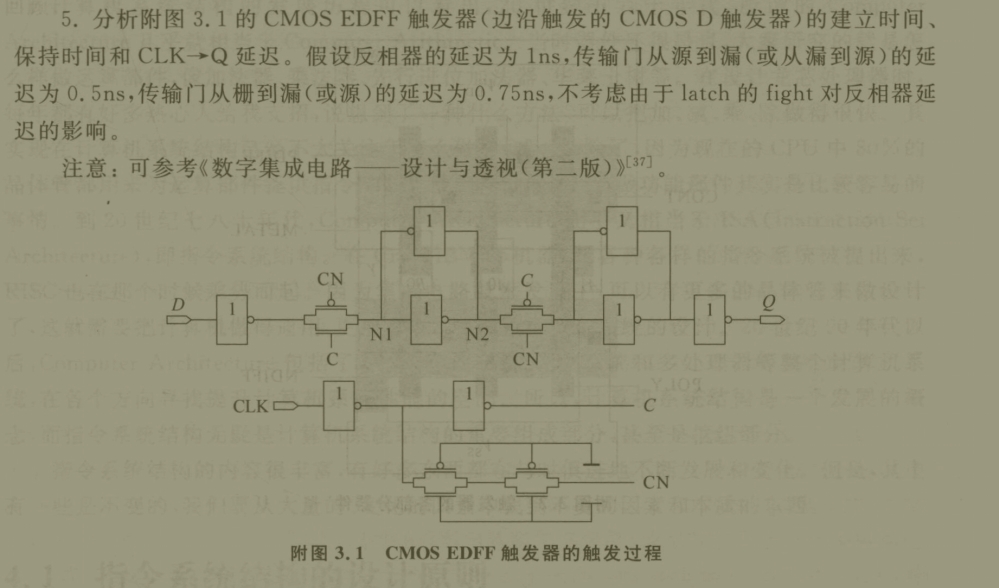 5. 分析附图 3.1 的 CMOS EDFF 触发器(边沿触发的 CMOS D 触发器)的建立时间、
保持时间和 CLK→Q 延迟。假设反相器的延迟为 1ns,传输门从源到漏(或从漏到源)的延
迟为 0.5ns,传输门从栅到漏(或源)的延迟为 0.75ns,不考虑由于 latch 的 fight 对反相器延
迟的影响。
注意：可参考《数字集成电路——设计与透视(第二版)》[37]。
1 1
CN C
D 1 1 1 1 Q
N1 N2
C CN
CLK 1 1 C
CN
附图 3.1 CMOS EDFF 触发器的触发过程